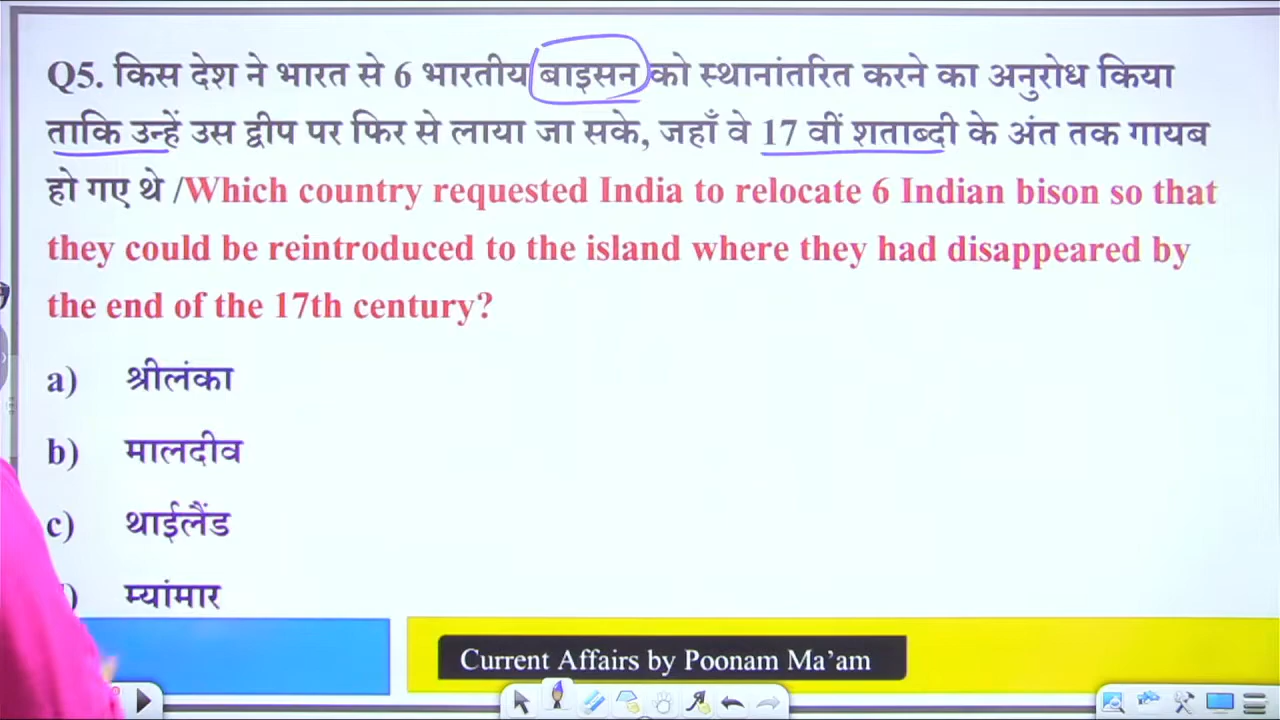 Q5. किस देश ने भारत से 6 भारतीय बाइसन को स्थानांतरित करने का अनुरोध किया
ताकि उन्हें उस द्वीप पर फिर से लाया जा सके, जहाँ वे 17 वीं शताब्दी के अंत तक गायब
हो गए थे /Which country requested India to relocate 6 Indian bison so that
they could be reintroduced to the island where they had disappeared by
the end of the 17th century?
a) श्रीलंका
b) मालदीव
c) थाईलैंड
) म्यांमार
Current Affairs by Poonam Ma’am